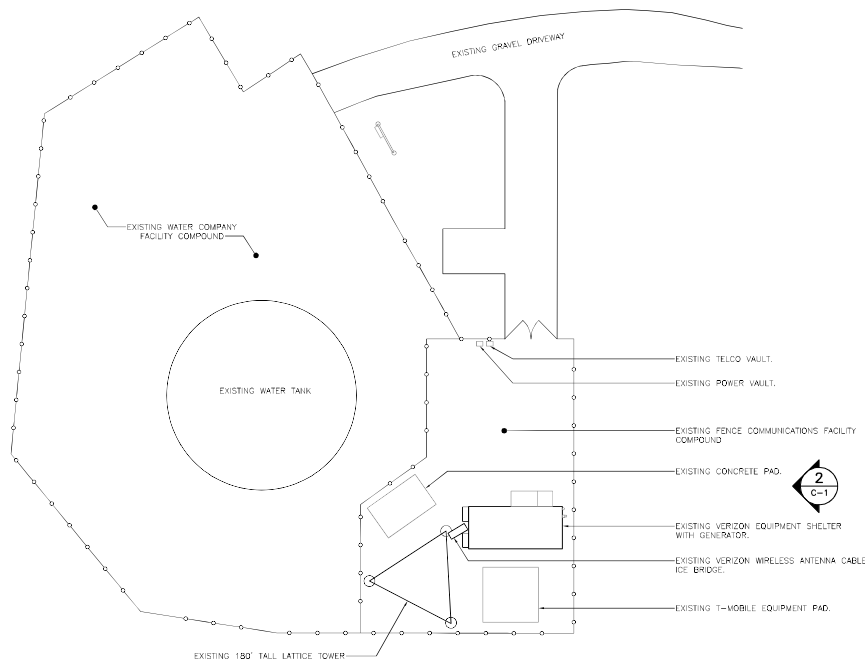 EXISTING GRAVEL DRIVEWAY
EXISTING WATER COMPANY
FACILITY COMPOUND
EXISTING TELCO VAULT.
EXISTING POWER VAULT.
EXISTING WATER TANK
EXISTING FENCE COMMUNICATIONS FACILITY
COMPOUND
EXISTING CONCRETE PAD.
2
C-1
EXISTING VERIZON EQUIPMENT SHELTER
WITH GENERATOR.
EXISTING VERIZON WIRELESS ANTENNA CABLE
ICE BRIDGE.
EXISTING T-MOBILE EQUIPMENT PAD.
EXISTING 180' TALL LATTICE TOWER